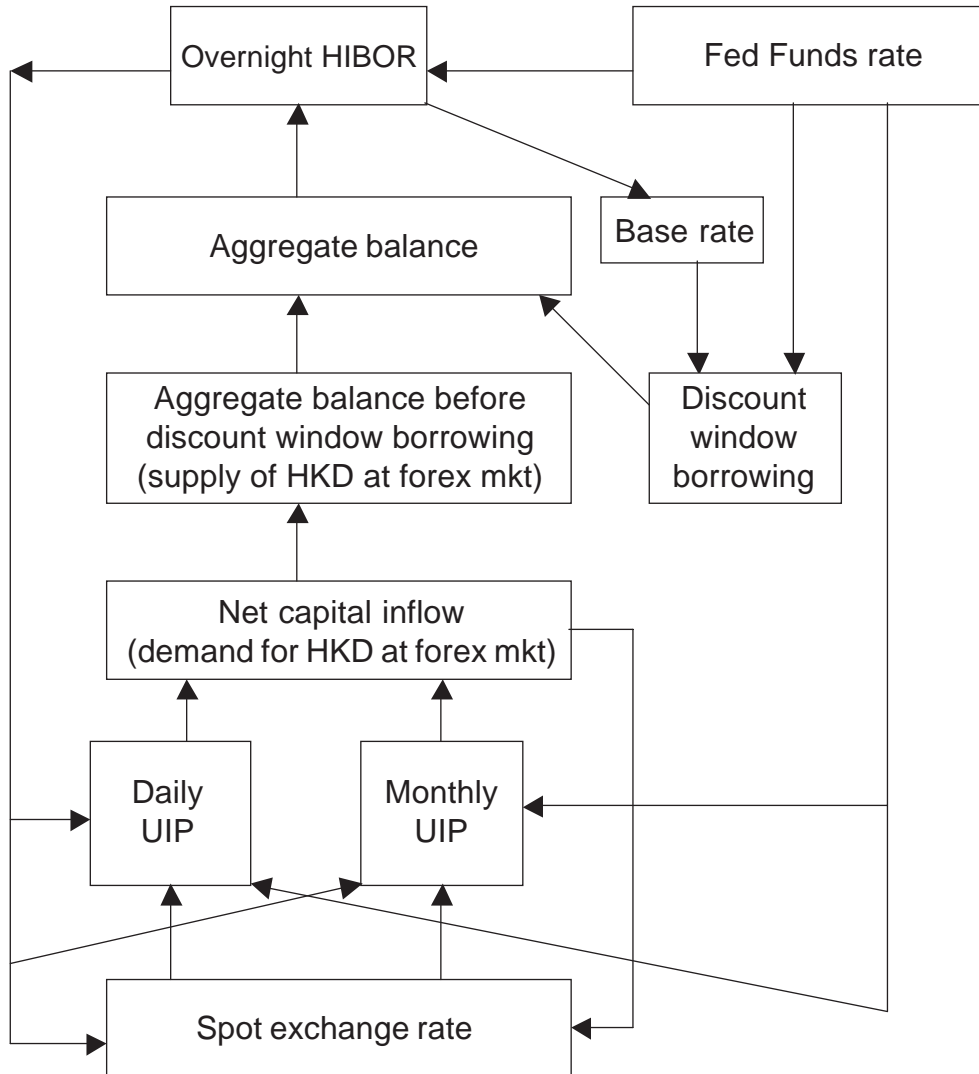 Overnight HIBOR
Fed Funds rate
Aggregate balance
Base rate
Aggregate balance before
discount window borrowing
(supply of HKD at forex mkt)
Discount
window
borrowing
Net capital inflow
(demand for HKD at forex mkt)
Daily
UIP
Monthly
UIP
Spot exchange rate